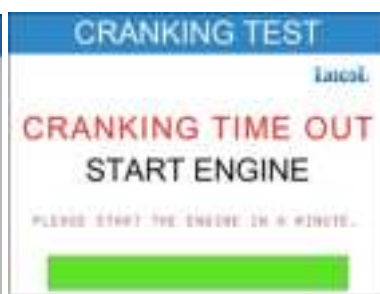 CRANKING TEST
Lancol
CRANKING TIME OUT
START ENGINE
PLEASE START THE ENGINE IN A MINUTE.